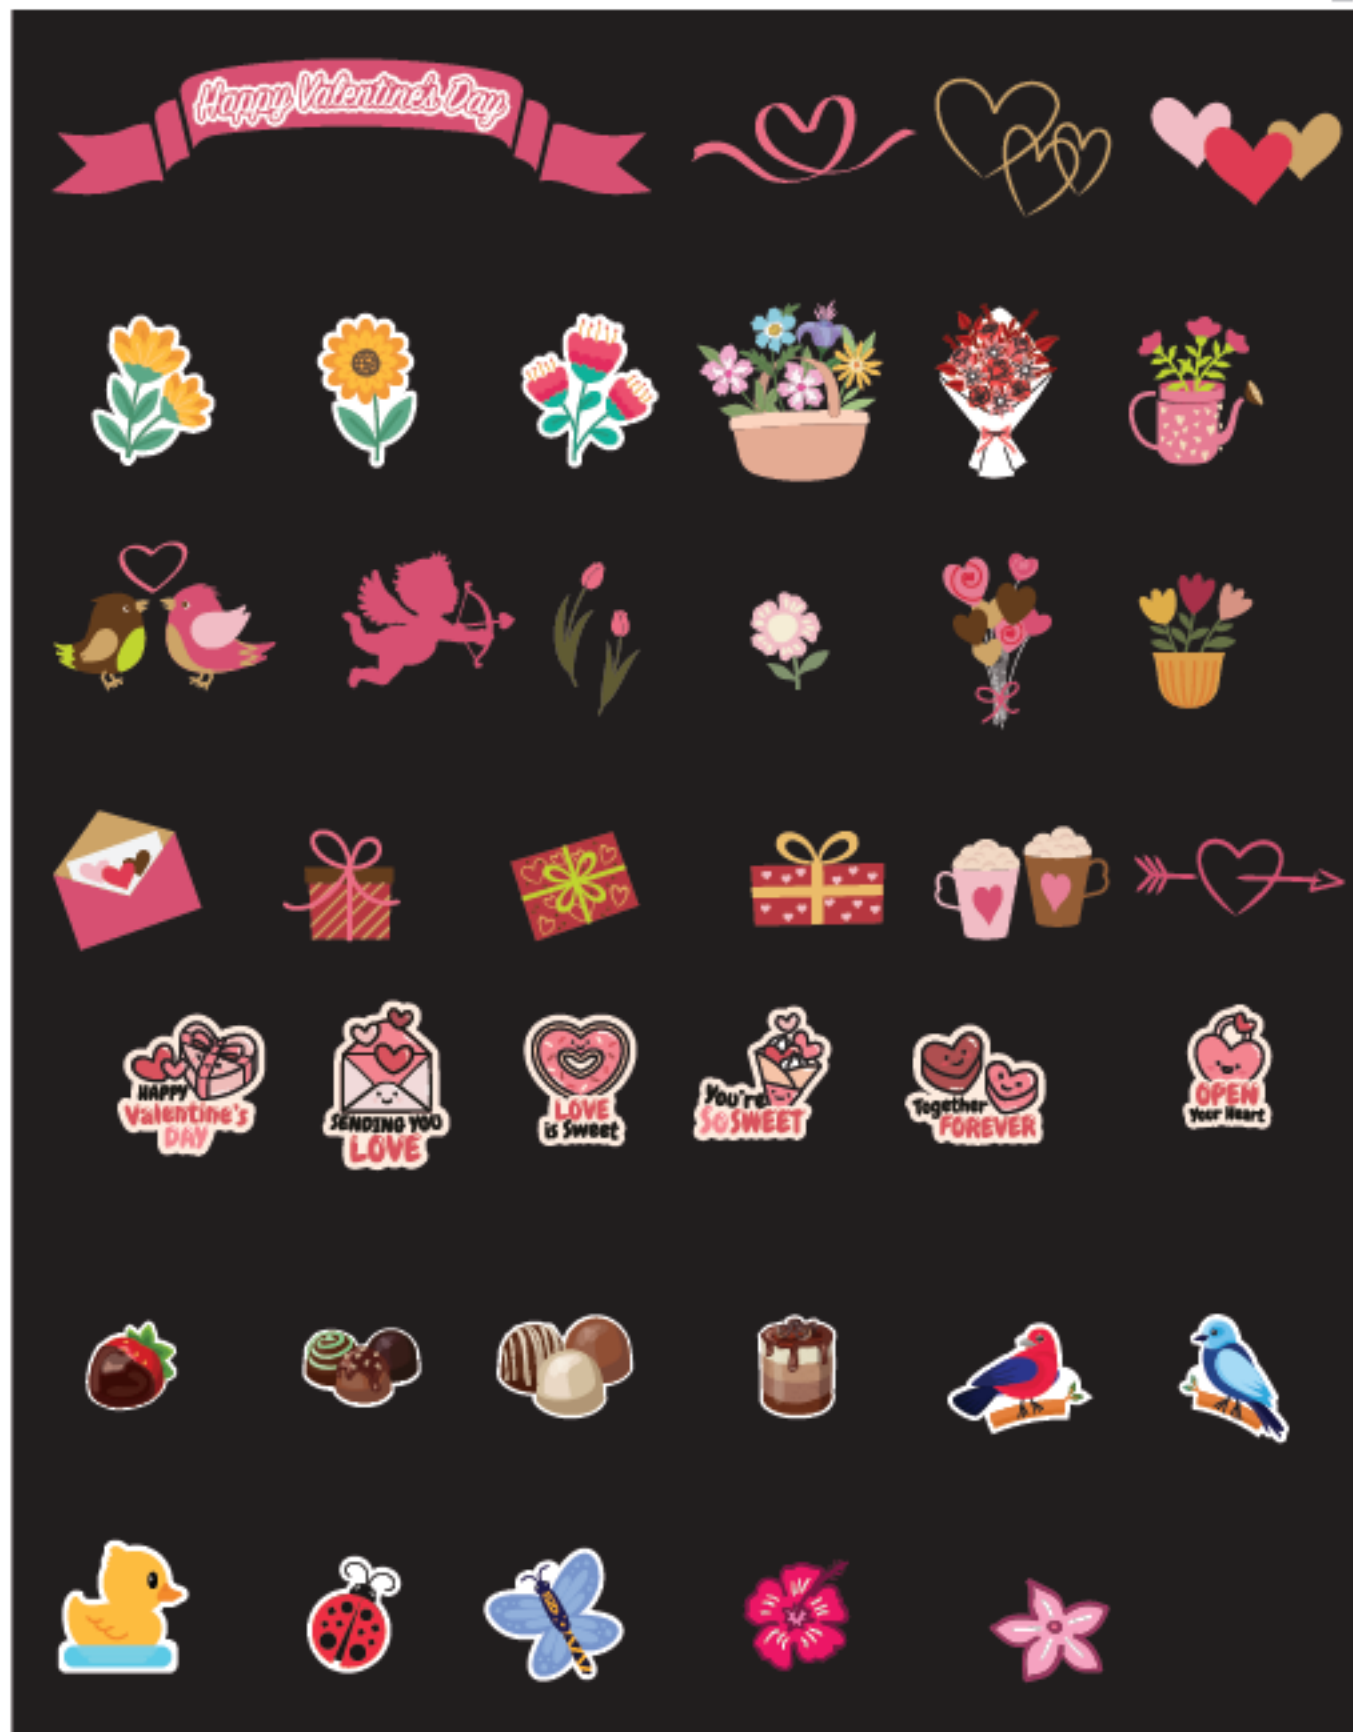 Happy Valentine's Day
HAPPY
Valentine's
DAY
SENDING YOU
LOVE
LOVE
is Sweet
You're
SO SWEET
Together
FOREVER
OPEN
Your Heart